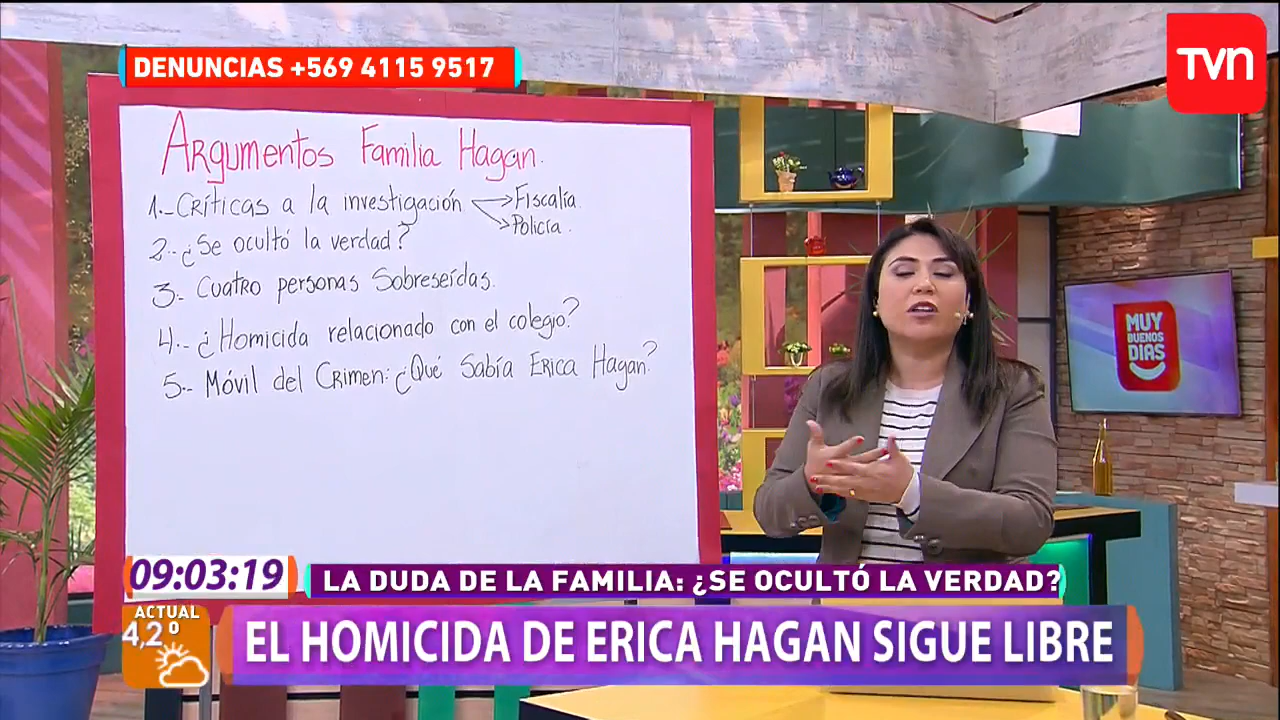 DENUNCIAS +569 4115 9517
TVN
ARGUMENTOS Familia Hagan.
1.- CRÍTICAS a la investigación → Fiscalía.
→ Policía.
2.- ¿Se ocultó la verdad?
3.- Cuatro personas Sobreseídas.
4.- ¿Homicida relacionado con el colegio?
5.- Móvil del Crimen: ¿Qué Sabía Erica Hagan?
MUY
BUENOS
DÍAS
09:03:19
LA DUDA DE LA FAMILIA: ¿SE OCULTÓ LA VERDAD?
ACTUAL
4,2º
EL HOMICIDA DE ERICA HAGAN SIGUE LIBRE